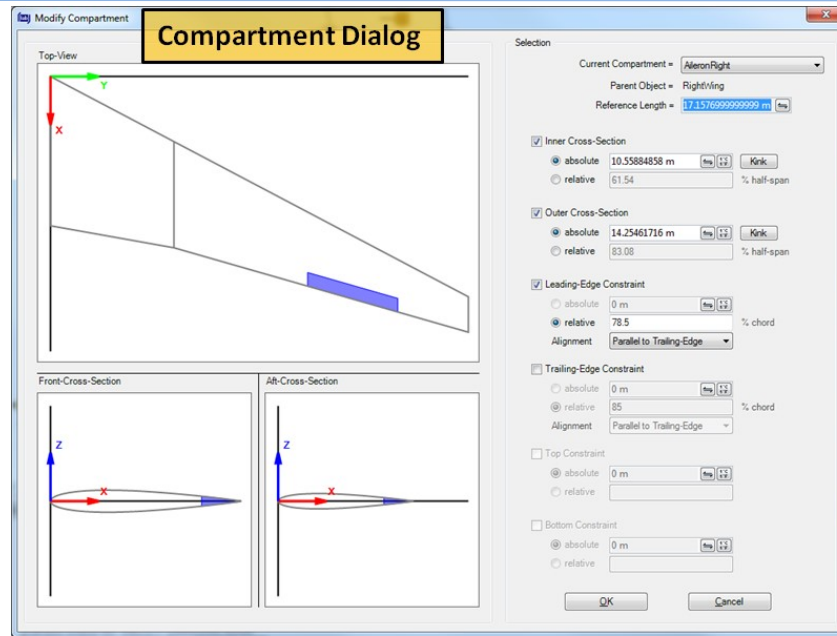 Modify Compartment
Compartment Dialog
Top-View
Y
X
Front-Cross-Section
Z
X
Aft-Cross-Section
Z
X
Selection
Current Compartment = AileronRight
Parent Object = RightWing
Reference Length = 17.1576999999999 m
Inner Cross-Section
absolute 10.55884858 m Kink
relative 61.54 % half-span
Outer Cross-Section
absolute 14.25461716 m Kink
relative 83.08 % half-span
Leading-Edge Constraint
absolute 0 m
relative 78.5 % chord
Alignment Parallel to Trailing-Edge
Trailing-Edge Constraint
absolute 0 m
relative 85 % chord
Alignment Parallel to Trailing-Edge
Top Constraint
absolute 0 m
relative
Bottom Constraint
absolute 0 m
relative
OK Cancel